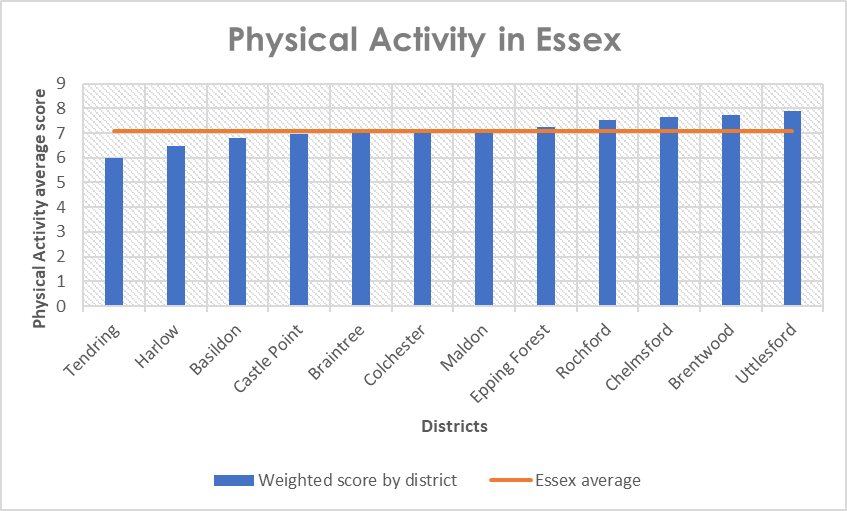 Physical Activity in Essex
Physical Activity average score
9
8
7
6
5
4
3
2
1
0
Tendring
Harlow
Basildon
Castle Point
Braintree
Colchester
Maldon
Epping Forest
Rochford
Chelmsford
Brentwood
Uttlesford
Districts
Weighted score by district
Essex average